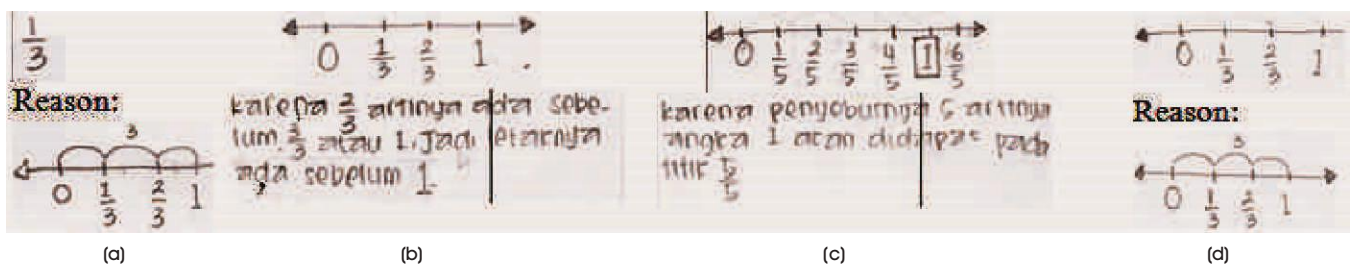 1/3
Reason:
3
0 1/3 2/3 1
(a)
0 1/3 2/3 1
karena 2/3 artinya ada sebe-
lum 3/3 atau 1. Jadi letaknya
ada sebelum 1.
(b)
0 1/5 2/5 3/5 4/5 1 6/5
karena penyebutnya 5 artinya
angka 1 akan didapat pada
titik 5/5
(c)
0 1/3 2/3 1
Reason:
3
0 1/3 2/3 1
(d)